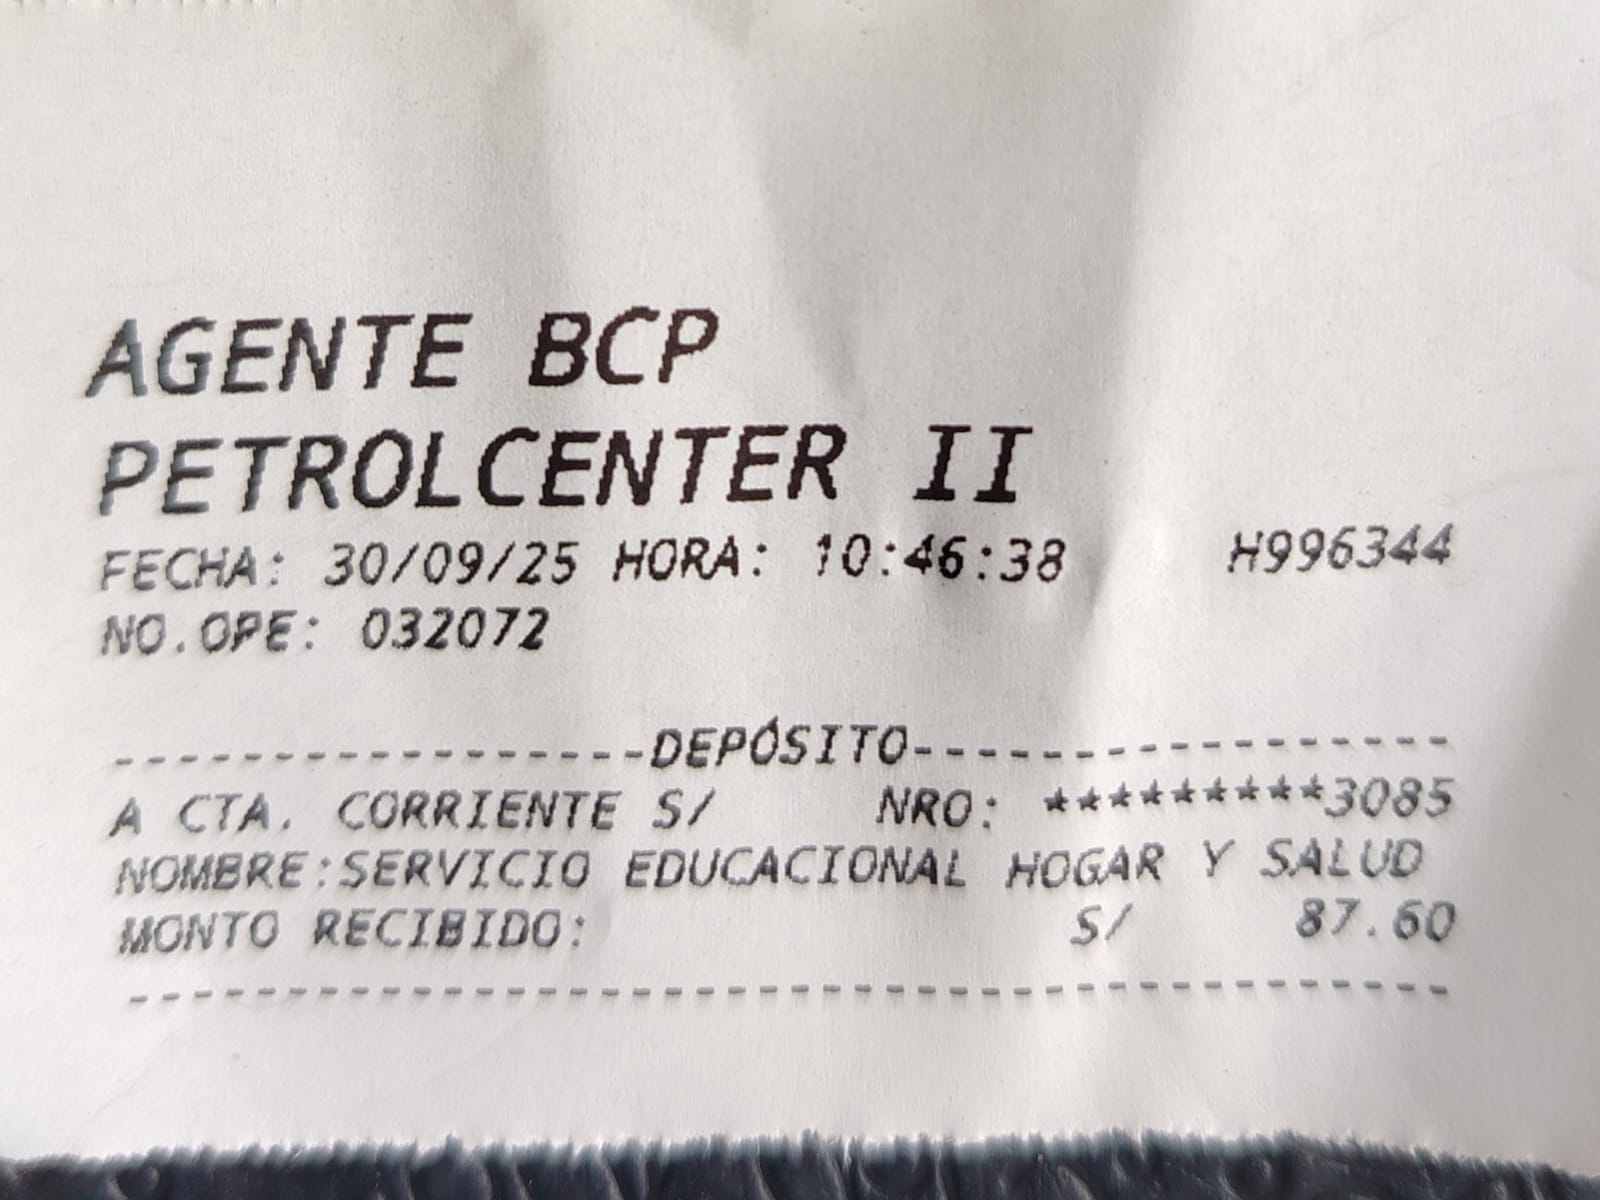 AGENTE BCP
PETROLCENTER II
FECHA: 30/09/25 HORA: 10:46:38 H996344
NO.OPE: 032072
-----------------DEPÓSITO-----------------
A CTA. CORRIENTE S/ NRO: *********3085
NOMBRE:SERVICIO EDUCACIONAL HOGAR Y SALUD
MONTO RECIBIDO: S/ 87.60
------------------------------------------